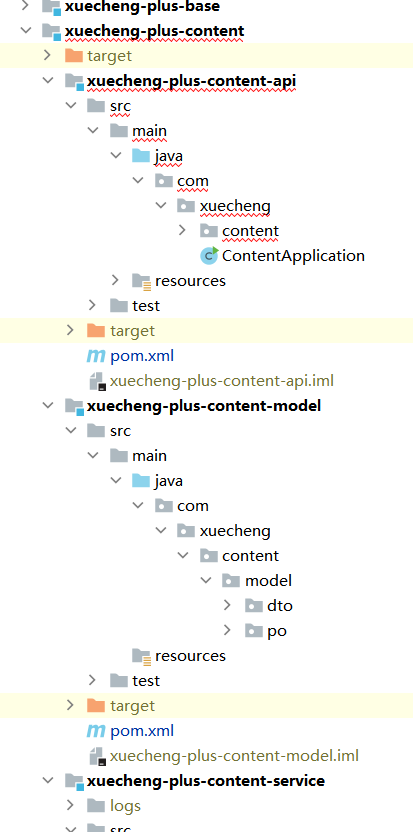 xuecheng-plus-base
xuecheng-plus-content
target
xuecheng-plus-content-api
src
main
java
com
xuecheng
content
ContentApplication
resources
test
target
pom.xml
xuecheng-plus-content-api.iml
xuecheng-plus-content-model
src
main
java
com
xuecheng
content
model
dto
po
resources
test
target
pom.xml
xuecheng-plus-content-model.iml
xuecheng-plus-content-service
logs
src